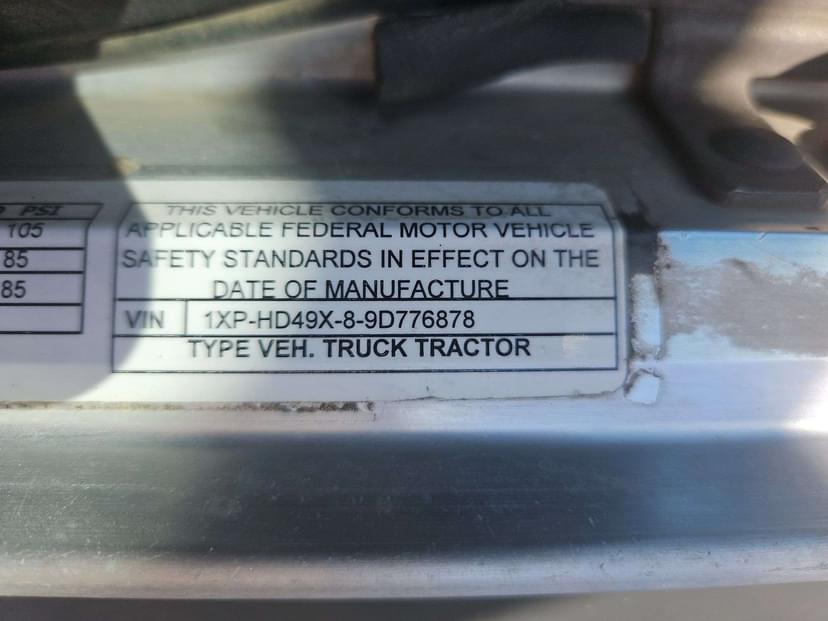 PSI
105
85
85
THIS VEHICLE CONFORMS TO ALL
APPLICABLE FEDERAL MOTOR VEHICLE
SAFETY STANDARDS IN EFFECT ON THE
DATE OF MANUFACTURE
VIN 1XP-HD49X-8-9D776878
TYPE VEH. TRUCK TRACTOR